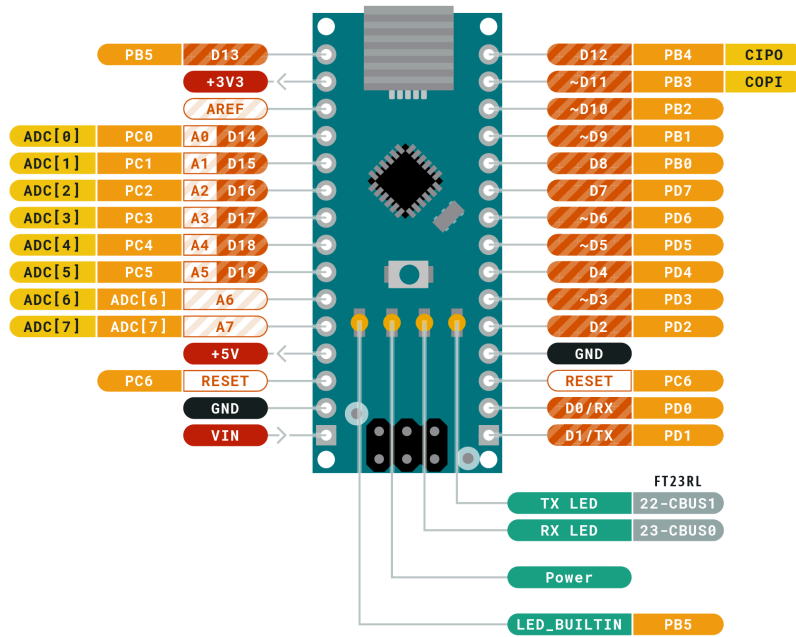 PB5 D13
+3V3
AREF
ADC[0] PC0 A0 D14
ADC[1] PC1 A1 D15
ADC[2] PC2 A2 D16
ADC[3] PC3 A3 D17
ADC[4] PC4 A4 D18
ADC[5] PC5 A5 D19
ADC[6] ADC[6] A6
ADC[7] ADC[7] A7
+5V
PC6 RESET
GND
VIN
D12 PB4 CIPO
~D11 PB3 COPI
~D10 PB2
~D9 PB1
D8 PB0
D7 PD7
~D6 PD6
~D5 PD5
D4 PD4
~D3 PD3
D2 PD2
GND
RESET PC6
D0/RX PD0
D1/TX PD1
FT23RL
TX LED 22-CBUS1
RX LED 23-CBUS0
Power
LED_BUILTIN PB5